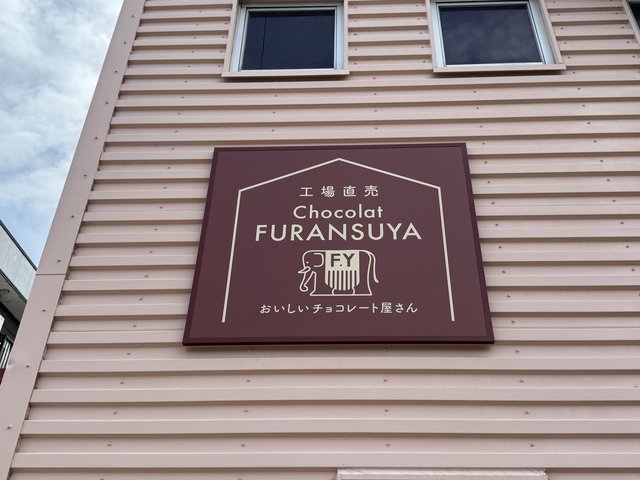 工場直売
Chocolat
FURANSUYA
F.Y
おいしいチョコレート屋さん